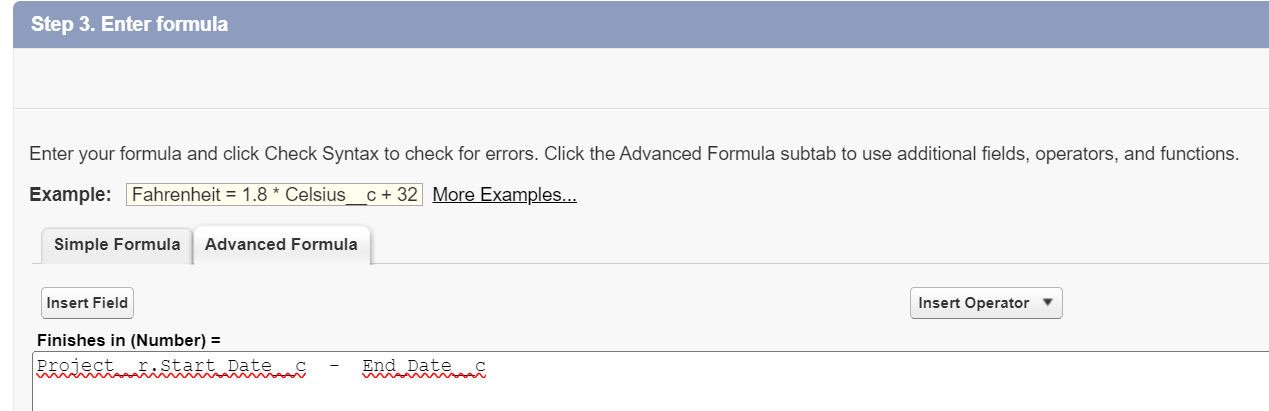 Step 3. Enter formula
Enter your formula and click Check Syntax to check for errors. Click the Advanced Formula subtab to use additional fields, operators, and functions.
Example: Fahrenheit = 1.8 * Celsius__c + 32 More Examples...
Simple Formula Advanced Formula
Insert Field Insert Operator ▼
Finishes in (Number) =
Project__r.Start_Date__c - End_Date__c